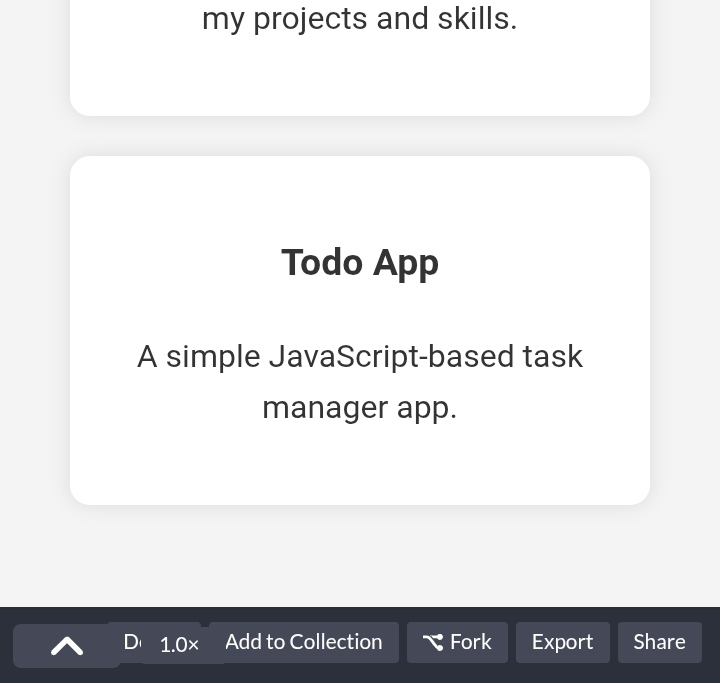 my projects and skills.
Todo App
A simple JavaScript-based task
manager app.
1.0× Add to Collection Fork Export Share